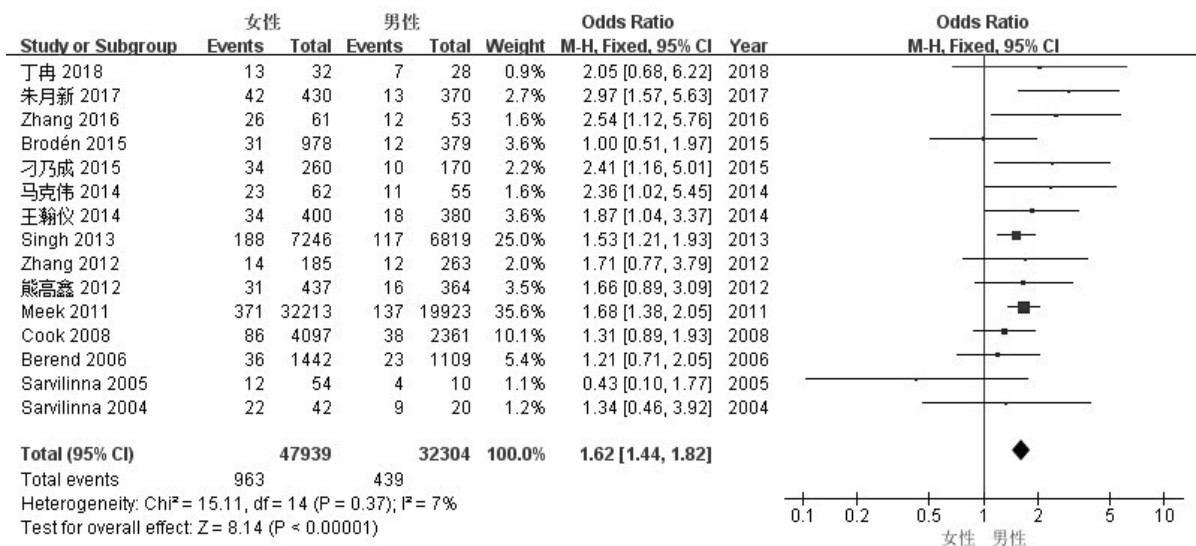 女性 男性 Odds Ratio Odds Ratio
Study or Subgroup Events Total Events Total Weight M-H, Fixed, 95% CI Year M-H, Fixed, 95% CI
丁冉 2018 13 32 7 28 0.9% 2.05 [0.68, 6.22] 2018
朱月新 2017 42 430 13 370 2.7% 2.97 [1.57, 5.63] 2017
Zhang 2016 26 61 12 53 1.6% 2.54 [1.12, 5.76] 2016
Brodén 2015 31 978 12 379 3.3% 1.00 [0.51, 1.97] 2015
刁乃成 2015 34 260 10 170 2.2% 2.41 [1.16, 5.01] 2015
马克伟 2014 23 62 11 55 1.6% 2.36 [1.02, 5.45] 2014
王翰仪 2014 34 400 18 380 3.6% 1.87 [1.04, 3.37] 2014
Singh 2013 188 7246 117 6819 25.0% 1.53 [1.21, 1.93] 2013
Zhang 2012 14 185 12 263 2.0% 1.71 [0.77, 3.79] 2012
熊高鑫 2012 31 437 16 364 3.5% 1.66 [0.89, 3.09] 2012
Meek 2011 371 32213 137 19923 35.6% 1.68 [1.38, 2.05] 2011
Cook 2008 86 4097 38 2361 10.1% 1.31 [0.89, 1.93] 2008
Berend 2006 36 1442 23 1109 5.4% 1.21 [0.71, 2.05] 2006
Sarvilinna 2005 12 54 4 10 1.1% 0.43 [0.10, 1.77] 2005
Sarvilinna 2004 22 42 9 20 1.2% 1.34 [0.46, 3.92] 2004
Total (95% CI) 47939 32304 100.0% 1.62 [1.44, 1.82]
Total events 963 439
Heterogeneity: Chi² = 15.11, df = 14 (P = 0.37); I² = 7%
Test for overall effect: Z = 8.14 (P < 0.00001)
0.1 0.2 0.5 1 2 5 10
女性 男性